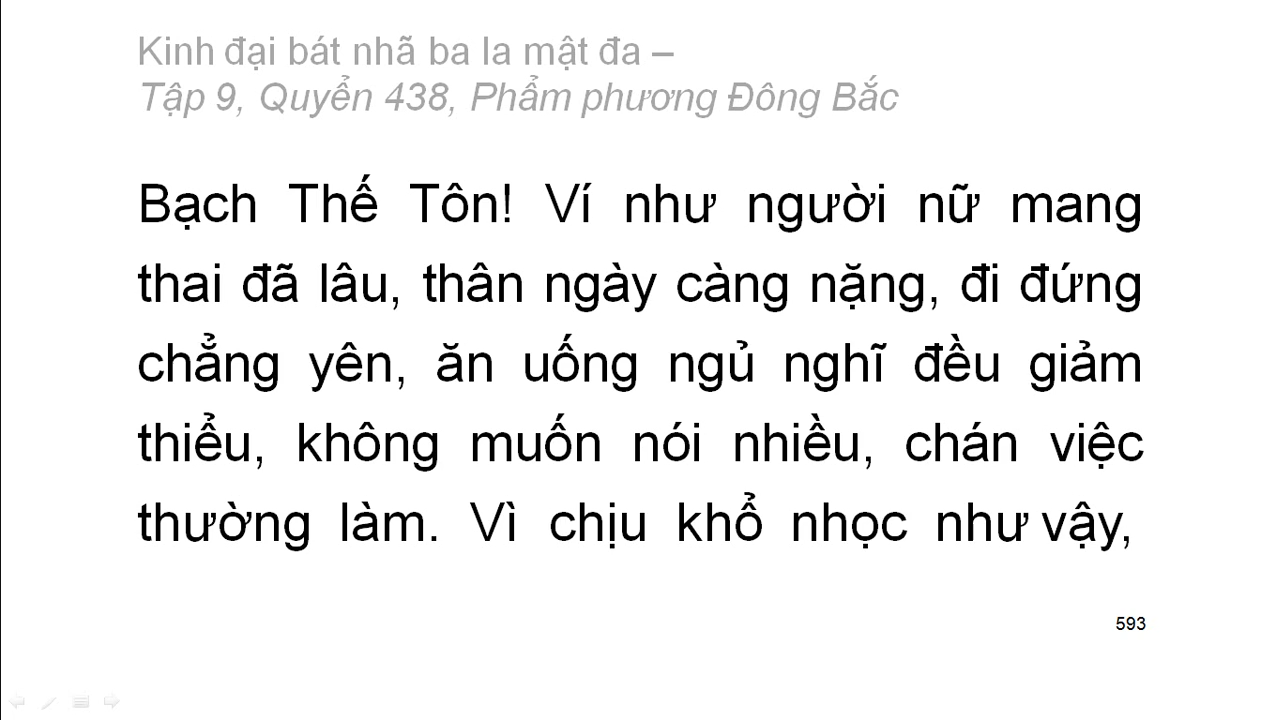 Kinh đại bát nhã ba la mật đa –
Tập 9, Quyển 438, Phẩm phương Đông Bắc
Bạch Thế Tôn! Ví như người nữ mang
thai đã lâu, thân ngày càng nặng, đi đứng
chẳng yên, ăn uống ngủ nghĩ đều giảm
thiểu, không muốn nói nhiều, chán việc
thường làm. Vì chịu khổ nhọc như vậy,
593